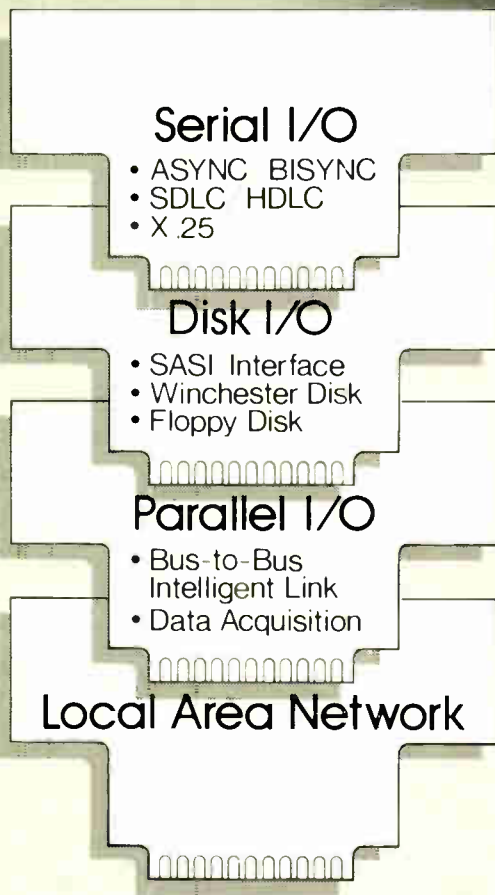 Serial I/O
• ASYNC BISYNC
• SDLC HDLC
• X.25
Disk I/O
• SASI Interface
• Winchester Disk
• Floppy Disk
Parallel I/O
• Bus-to-Bus
Intelligent Link
• Data Acquisition
Local Area Network